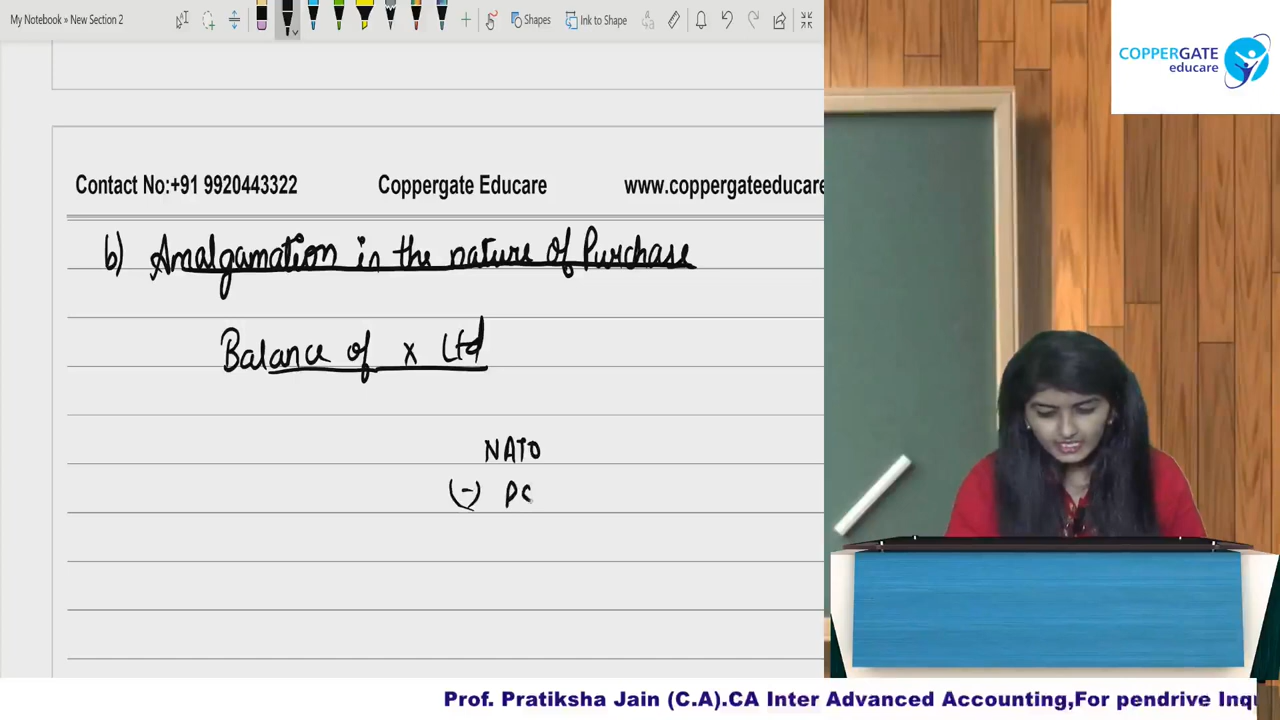 My Notebook » New Section 2
Shapes
Ink to Shape
COPPERGATE
educare
Contact No:+91 9920443322
Coppergate Educare
www.coppergateeducare
b) Amalgamation in the nature of Purchase
Balance of x Ltd
NATO
(-) PC
Prof. Pratiksha Jain (C.A).CA Inter Advanced Accounting,For pendrive Inq